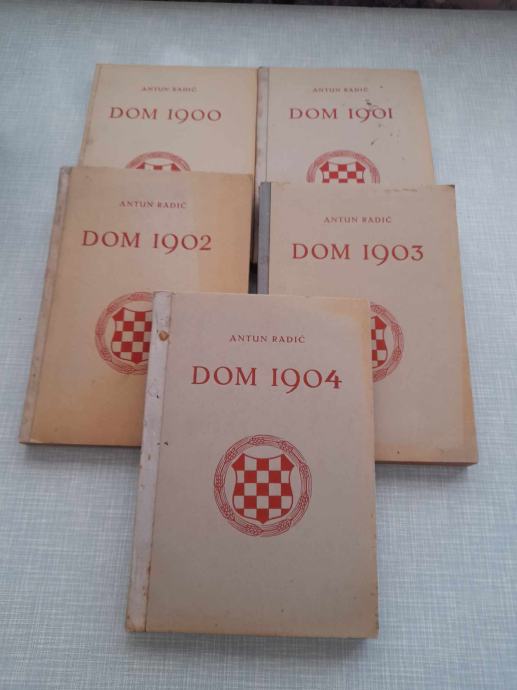 ANTUN RADIĆ
DOM 1900
ANTUN RADIĆ
DOM 1901
ANTUN RADIĆ
DOM 1902
ANTUN RADIĆ
DOM 1903
ANTUN RADIĆ
DOM 1904